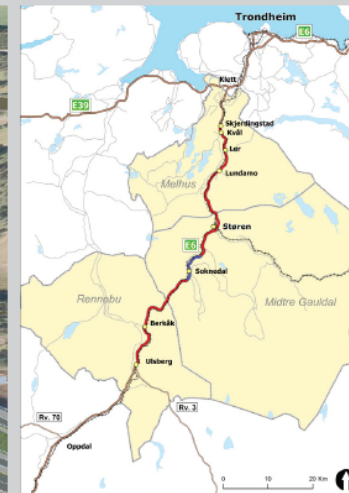 Trondheim
E6
Klett
E39
Skjerdingstad
Kvål
Ler
Lundamo
Melhus
Støren
E6
Soknedal
Rennebu
Midtre Gauldal
Berkåk
Ulsberg
Rv. 3
Rv. 70
Oppdal
0 10 20 Km